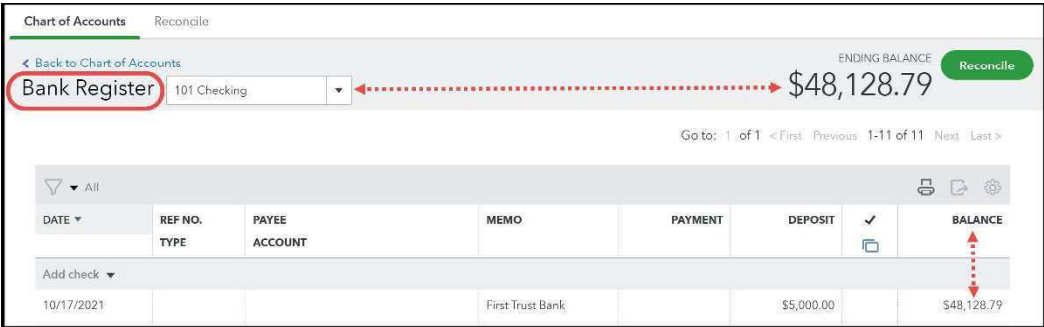 Chart of Accounts Reconcile
< Back to Chart of Accounts
ENDING BALANCE
Reconcile
Bank Register 101 Checking $48,128.79
Go to: 1 of 1 < First Previous 1-11 of 11 Next Last >
All
DATE REF NO. PAYEE MEMO PAYMENT DEPOSIT ✓ BALANCE
TYPE ACCOUNT
Add check
10/17/2021 First Trust Bank $5,000.00 $48,128.79